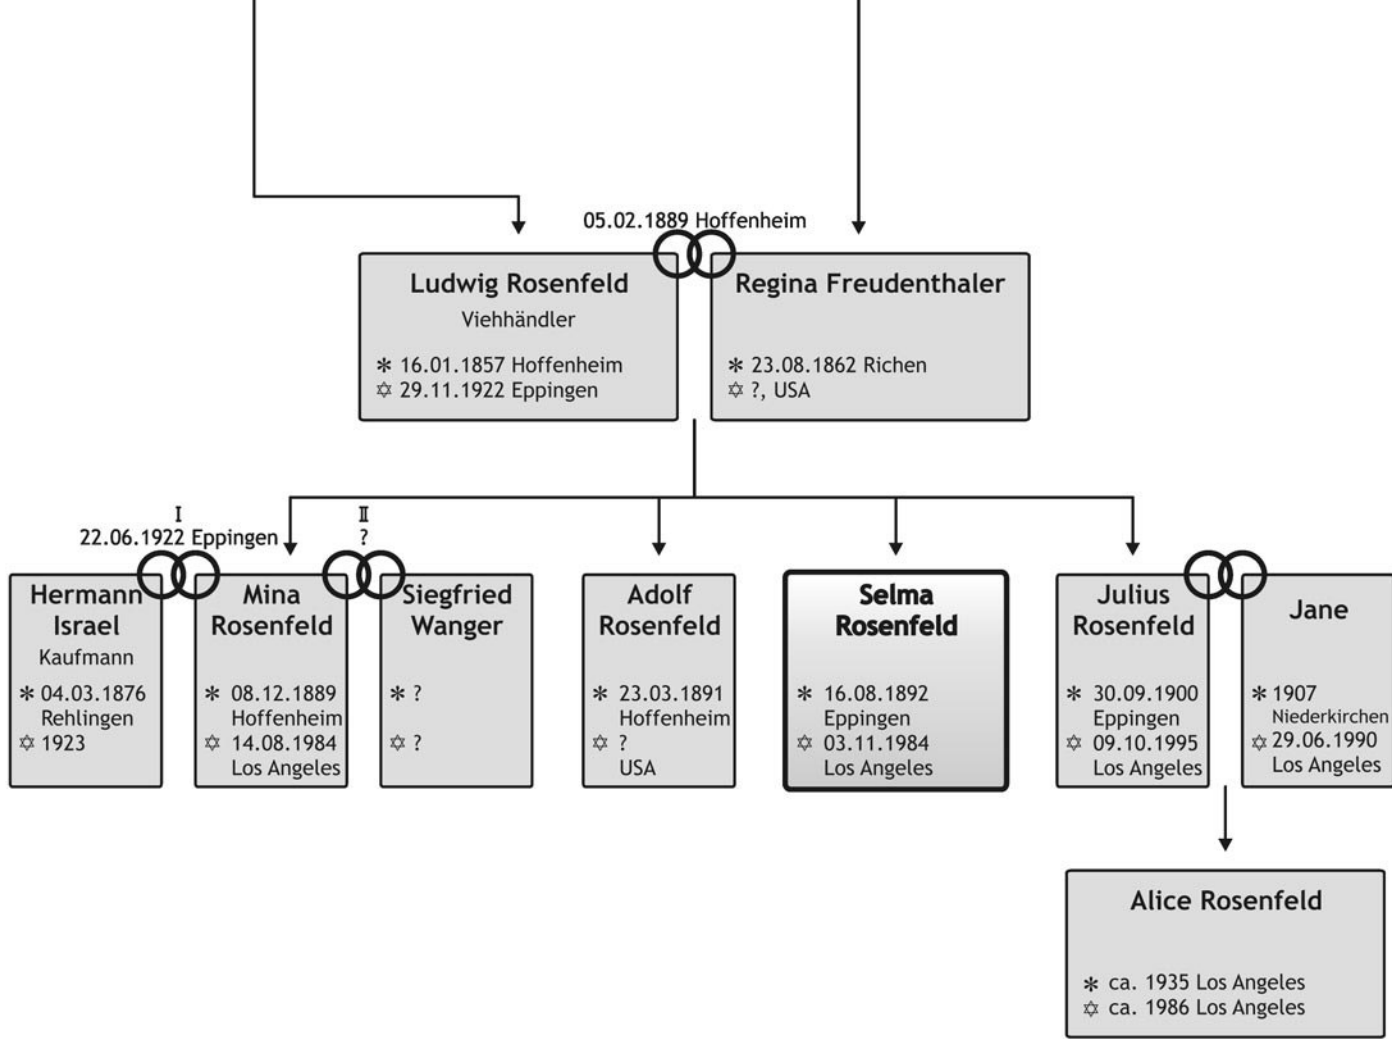 05.02.1889 Hoffenheim
Ludwig Rosenfeld
Viehhändler
* 16.01.1857 Hoffenheim
✡ 29.11.1922 Eppingen
Regina Freudenthaler
* 23.08.1862 Richen
✡ ?, USA
I
22.06.1922 Eppingen
II
?
Hermann
Israel
Kaufmann
* 04.03.1876
Rehlingen
✡ 1923
Mina
Rosenfeld
* 08.12.1889
Hoffenheim
✡ 14.08.1984
Los Angeles
Siegfried
Wanger
* ?
✡ ?
Adolf
Rosenfeld
* 23.03.1891
Hoffenheim
✡ ?
USA
Selma
Rosenfeld
* 16.08.1892
Eppingen
✡ 03.11.1984
Los Angeles
Julius
Rosenfeld
* 30.09.1900
Eppingen
✡ 09.10.1995
Los Angeles
Jane
* 1907
Niederkirchen
✡ 29.06.1990
Los Angeles
Alice Rosenfeld
* ca. 1935 Los Angeles
✡ ca. 1986 Los Angeles